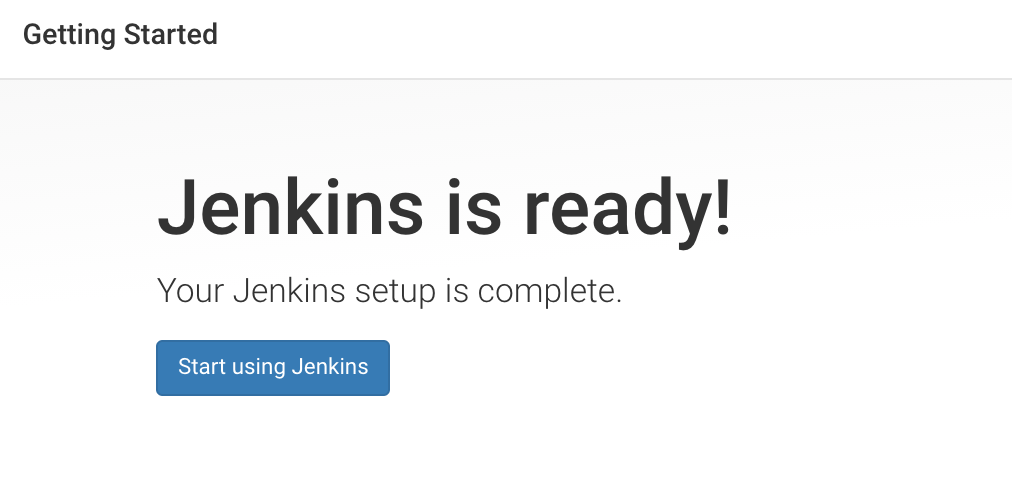 Getting Started
Jenkins is ready!
Your Jenkins setup is complete.
Start using Jenkins